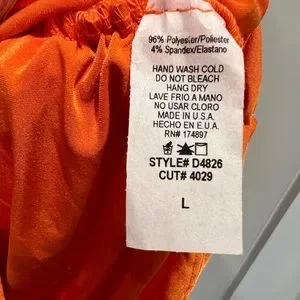 96% Polyester/Poliester
4% Spandex/Elastano
HAND WASH COLD
DO NOT BLEACH
HANG DRY
LAVE FRIO A MANO
NO USAR CLORO
MADE IN U.S.A.
HECHO EN E.U.A.
RN# 174897
STYLE# D4826
CUT# 4029
L